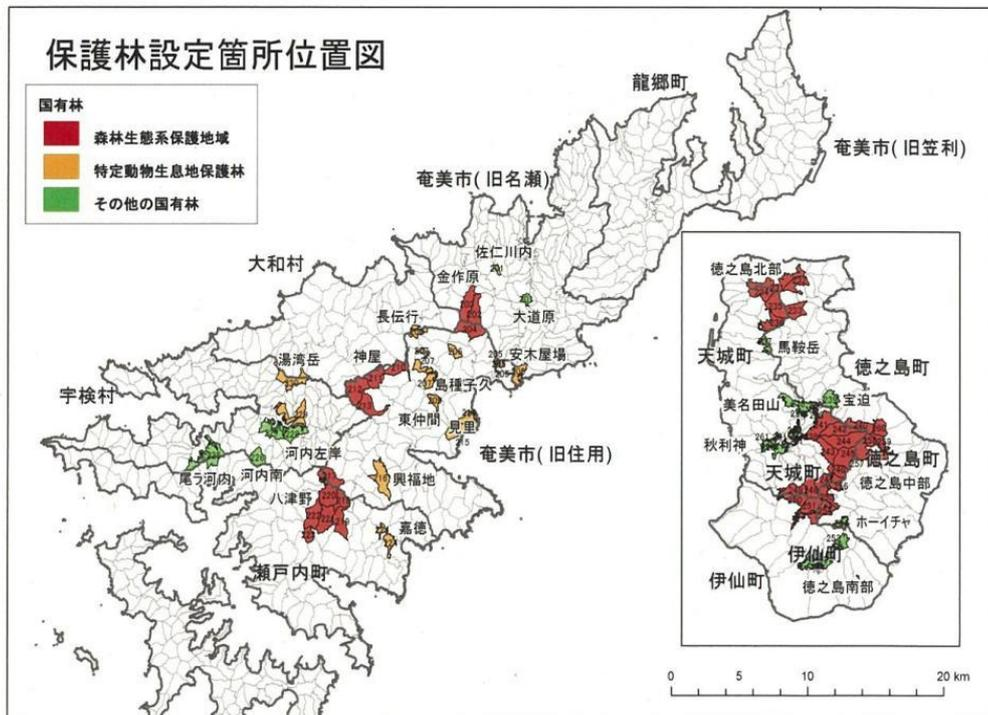 保護林設定箇所位置図
国有林
森林生態系保護地域
特定動物生息地保護林
その他の国有林
龍郷町
奄美市(旧笠利)
奄美市(旧名瀬)
佐仁川内
大和村
金作原
202
204
大道原
長伝行
安木屋場
湯湾岳
神屋
207
島種子久
宇検村
212
東仲間
見里
215
奄美市(旧住用)
河内左岸
尾ラ河内
河内南
興福地
八津野
220
嘉徳
瀬戸内町
徳之島北部
天城町
馬鞍岳
徳之島町
美名田山
宝迫
秋利神
244
徳之島町
天城町
257
徳之島中部
ホーイチャ
伊仙町
伊仙町
徳之島南部
0 5 10 20 km